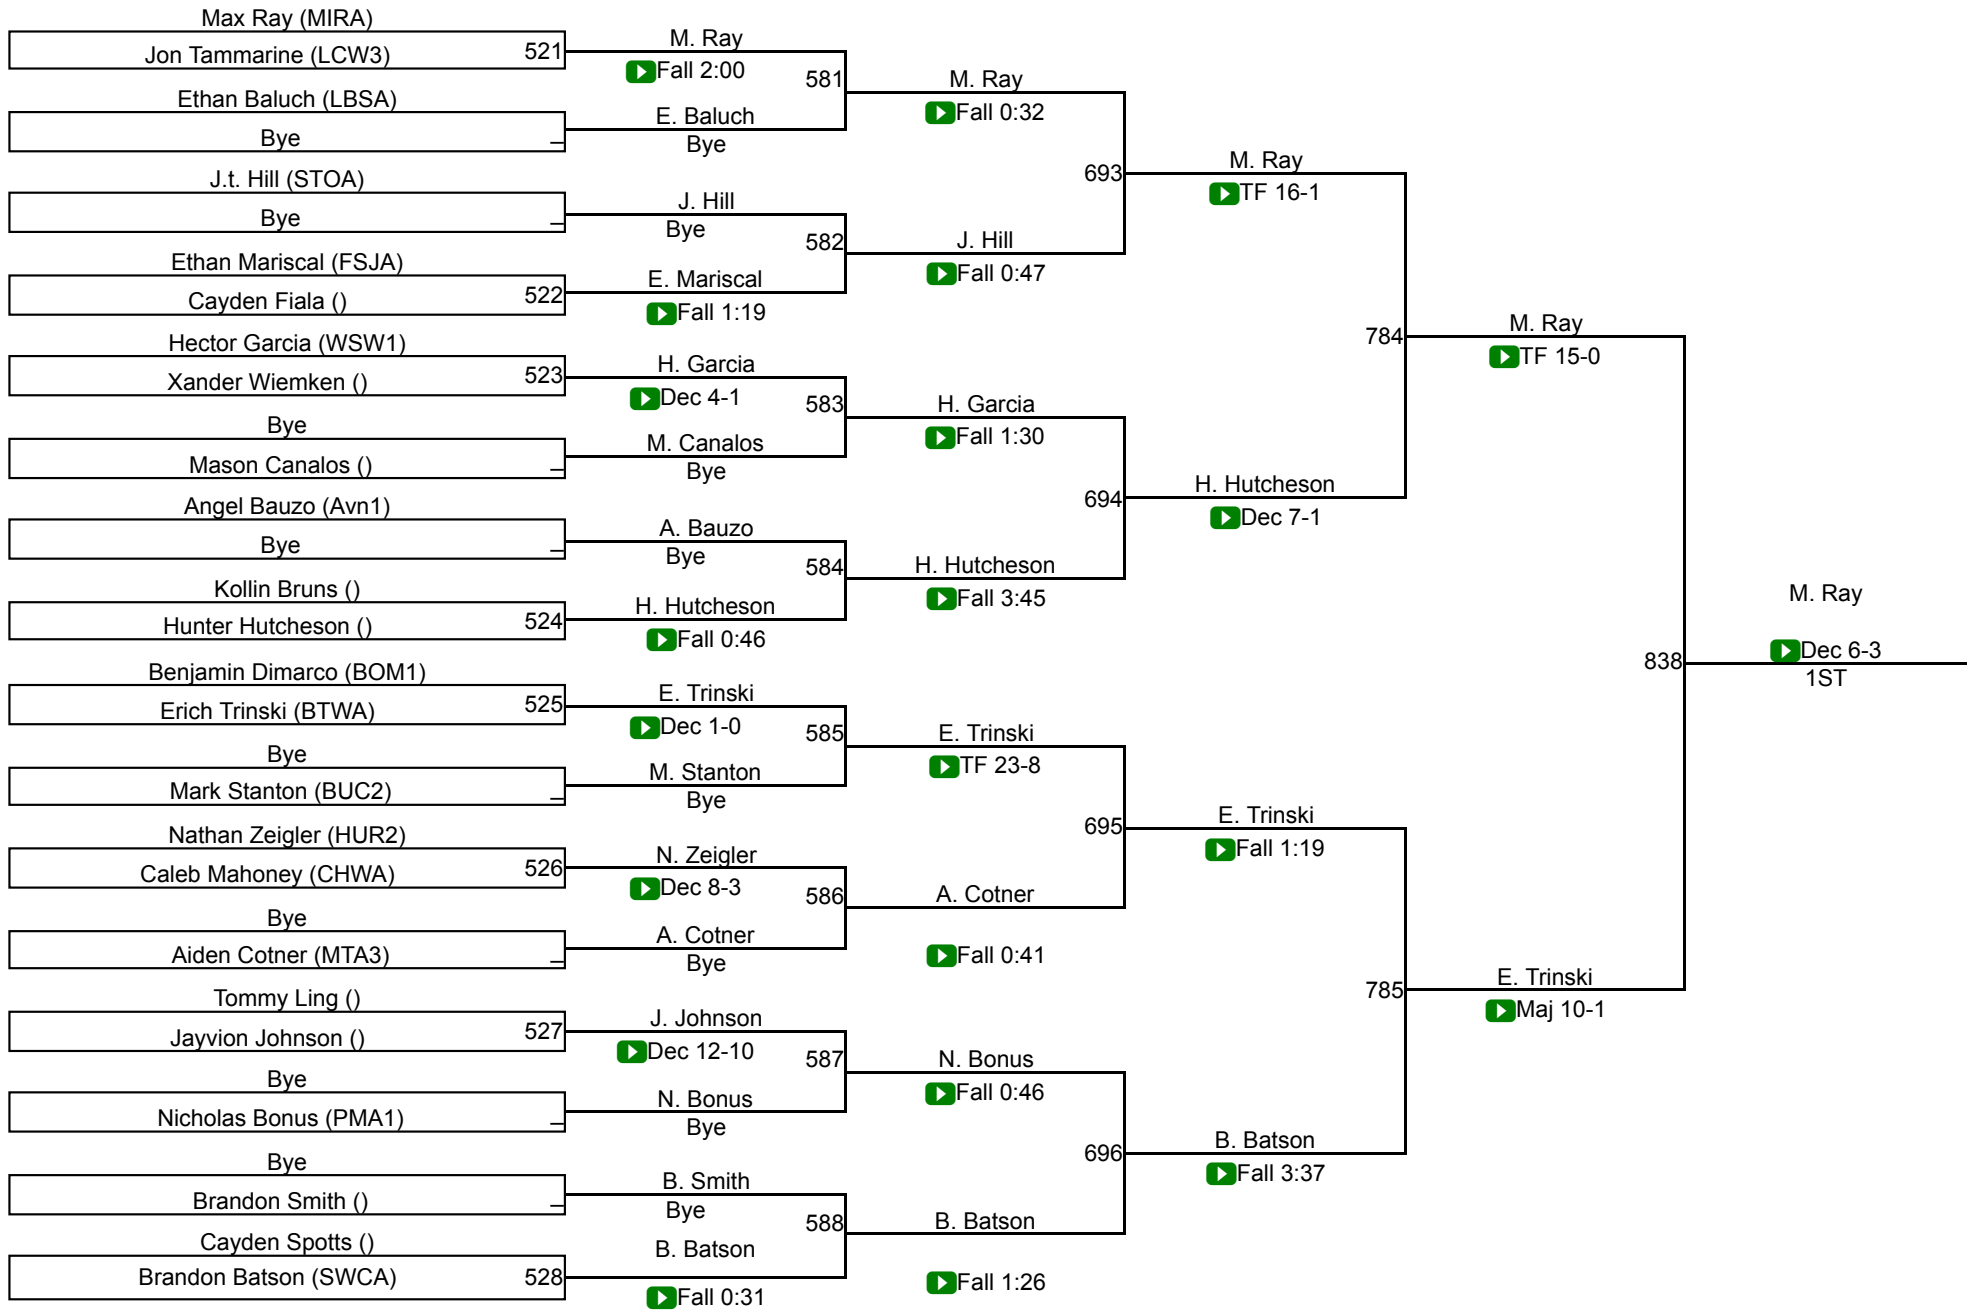 Max Ray (MIRA)
Jon Tammarine (LCW3)
521
Ethan Baluch (LBSA)
Bye
J.t. Hill (STOA)
Bye
Ethan Mariscal (FSJA)
Cayden Fiala ()
522
Hector Garcia (WSW1)
Xander Wiemken ()
523
Bye
Mason Canalos ()
Angel Bauzo (Avn1)
Bye
Kollin Bruns ()
Hunter Hutcheson ()
524
Benjamin Dimarco (BOM1)
Erich Trinski (BTWA)
525
Bye
Mark Stanton (BUC2)
Nathan Zeigler (HUR2)
Caleb Mahoney (CHWA)
526
Bye
Aiden Cotner (MTA3)
Tommy Ling ()
Jayvion Johnson ()
527
Bye
Nicholas Bonus (PMA1)
Bye
Brandon Smith ()
Cayden Spotts ()
Brandon Batson (SWCA)
528
M. Ray
Fall 2:00
581
E. Baluch
Bye
J. Hill
Bye
582
E. Mariscal
Fall 1:19
H. Garcia
Dec 4-1
583
M. Canalos
Bye
A. Bauzo
Bye
584
H. Hutcheson
Fall 0:46
E. Trinski
Dec 1-0
585
M. Stanton
Bye
N. Zeigler
Dec 8-3
586
A. Cotner
Bye
J. Johnson
Dec 12-10
587
N. Bonus
Bye
B. Smith
Bye
588
B. Batson
Fall 0:31
M. Ray
Fall 0:32
693
J. Hill
Fall 0:47
H. Garcia
Fall 1:30
694
H. Hutcheson
Fall 3:45
E. Trinski
TF 23-8
695
A. Cotner
Fall 0:41
N. Bonus
Fall 0:46
696
B. Batson
Fall 1:26
M. Ray
TF 16-1
784
H. Hutcheson
Dec 7-1
E. Trinski
Fall 1:19
785
B. Batson
Fall 3:37
M. Ray
TF 15-0
838
E. Trinski
Maj 10-1
M. Ray
Dec 6-3
1ST